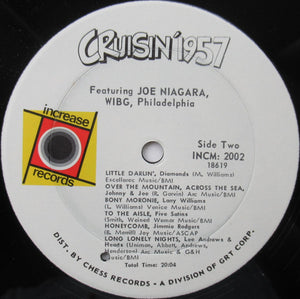 CRUISIN' 1957
Featuring JOE NIAGARA,
WIBG, Philadelphia
increase
records
Side Two
INCM: 2002
18619
LITTLE DARLIN', Diamonds (M. Williams)
Excellorec Music/BMI
OVER THE MOUNTAIN, ACROSS THE SEA,
Johnny & Joe (R. Garvin) Arc Music/BMI
BONY MORONIE, Larry Williams
(L. Williams) Venice Music/BMI
TO THE AISLE, Five Satins
(Smith, Weiner) Wemar Music/BMI
HONEYCOMB, Jimmie Rodgers
(B. Merrill) Joy Music/ASCAP
LONG LONELY NIGHTS, Lee Andrews &
Hearts (Uniman, Abbott, Andrews,
Henderson) Arc Music/BMI & G&H
Music/BMI
Total Time: 20:04
DIST. BY CHESS RECORDS - A DIVISION OF GRT CORP.